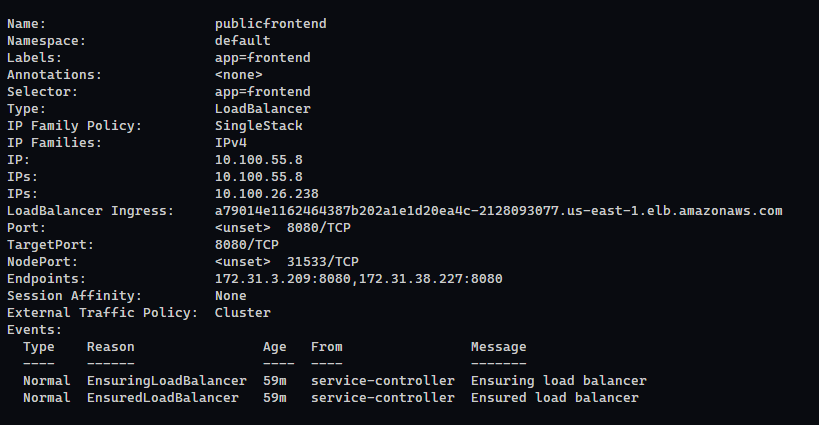 Name:                     publicfrontend
Namespace:                default
Labels:                   app=frontend
Annotations:              <none>
Selector:                 app=frontend
Type:                     LoadBalancer
IP Family Policy:         SingleStack
IP Families:              IPv4
IP:                       10.100.55.8
IPs:                      10.100.55.8
IPs:                      10.100.26.238
LoadBalancer Ingress:     a79014e1162464387b202a1e1d20ea4c-2128093077.us-east-1.elb.amazonaws.com
Port:                     <unset>  8080/TCP
TargetPort:               8080/TCP
NodePort:                 <unset>  31533/TCP
Endpoints:                172.31.3.209:8080,172.31.38.227:8080
Session Affinity:         None
External Traffic Policy:  Cluster
Events:
  Type    Reason                Age   From                Message
  ----    ------                ----  ----                -------
  Normal  EnsuringLoadBalancer  59m   service-controller  Ensuring load balancer
  Normal  EnsuredLoadBalancer   59m   service-controller  Ensured load balancer